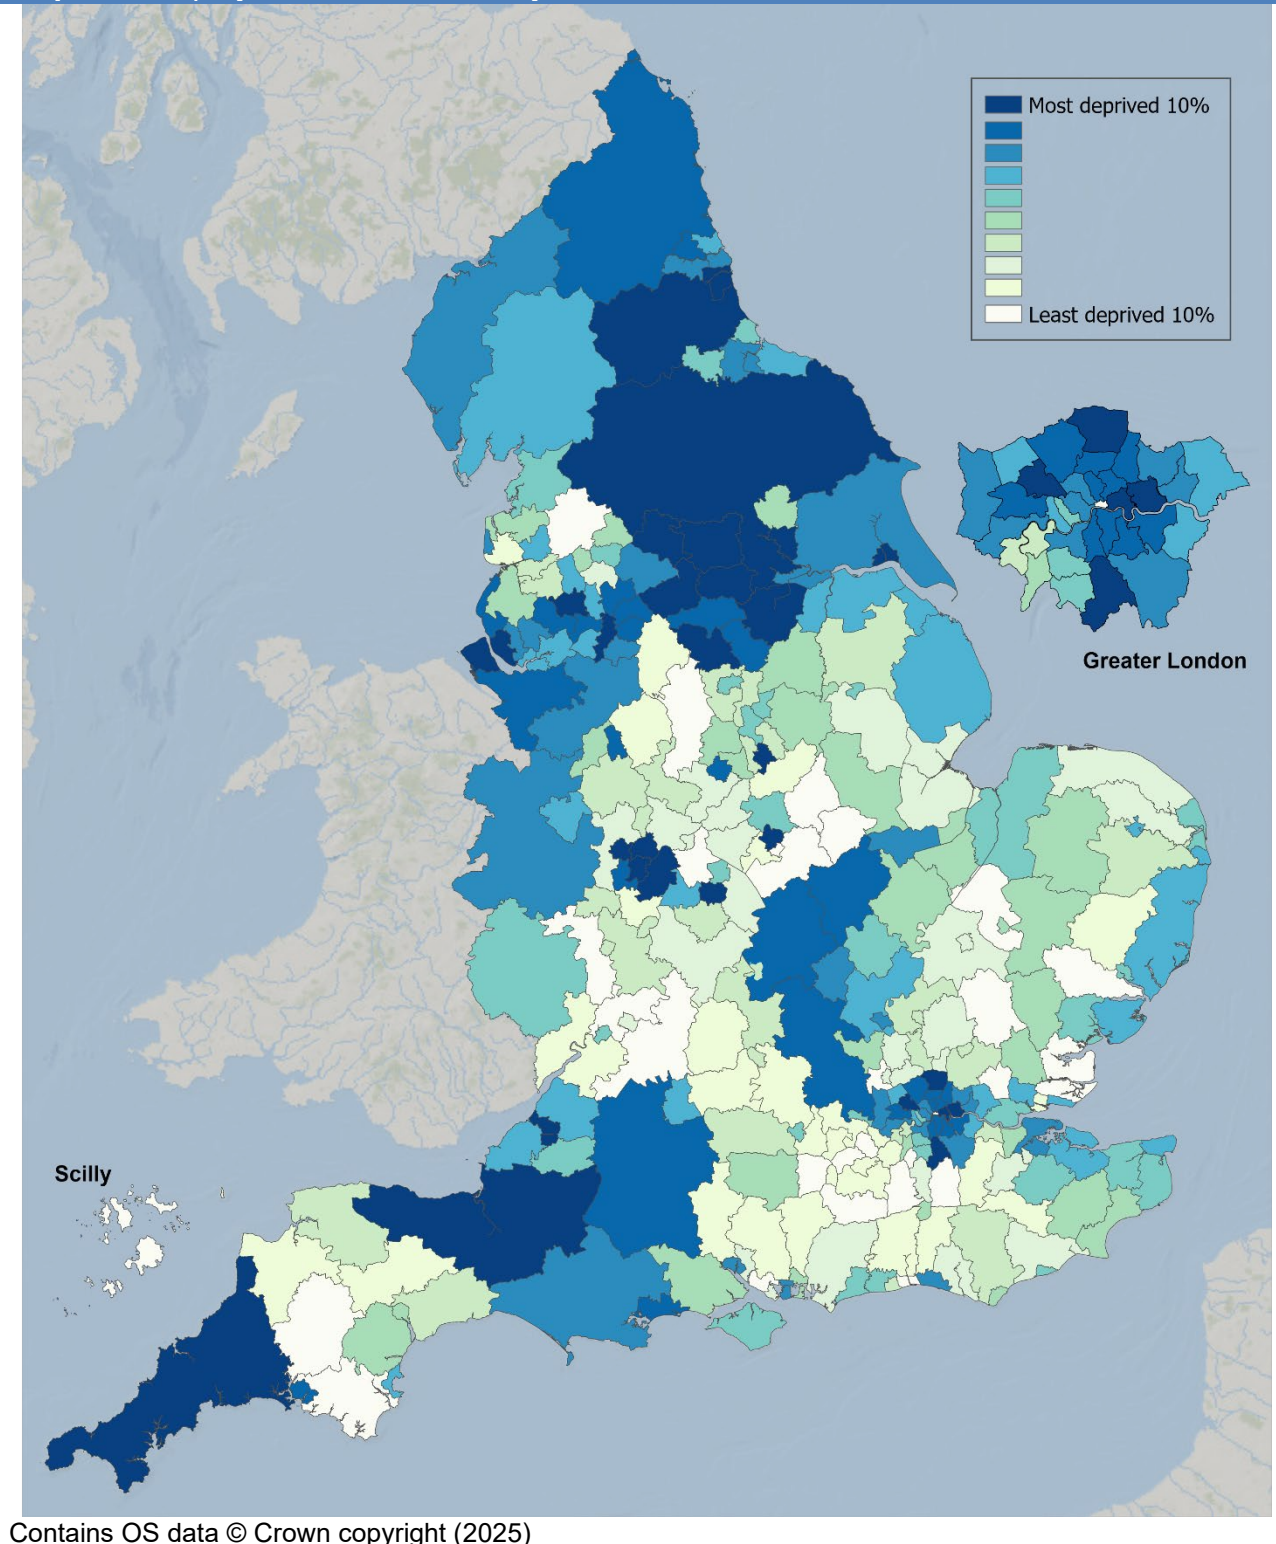 Most deprived 10%
Least deprived 10%
Greater London
Scilly
Contains OS data © Crown copyright (2025)